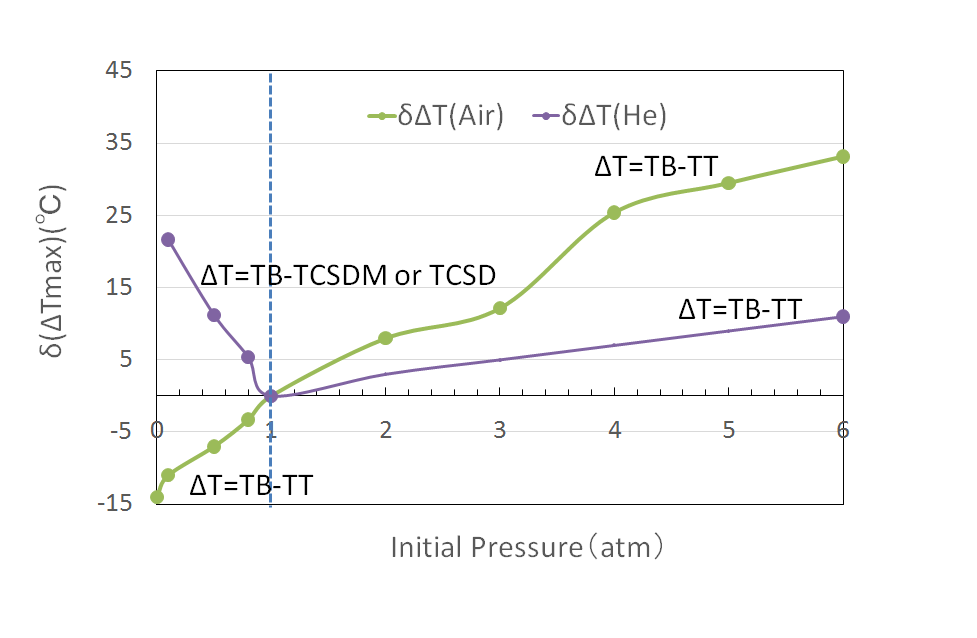 45
δΔT(Air) δΔT(He)
35
ΔT=TB-TT
25
ΔT=TB-TCSDM or TCSD
15
ΔT=TB-TT
5
-5
0 1 2 3 4 5 6
ΔT=TB-TT
-15
δ(ΔTmax)(℃)
Initial Pressure（atm）